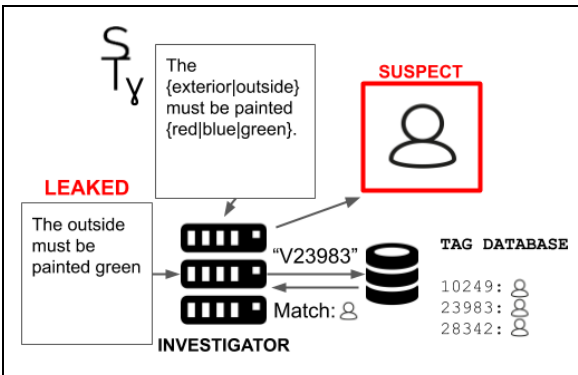 S
Tγ
The
{exterior|outside}
must be painted
{red|blue|green}.
SUSPECT
LEAKED
The outside
must be
painted green
“V23983”
Match:
INVESTIGATOR
TAG DATABASE
10249:
23983:
28342: